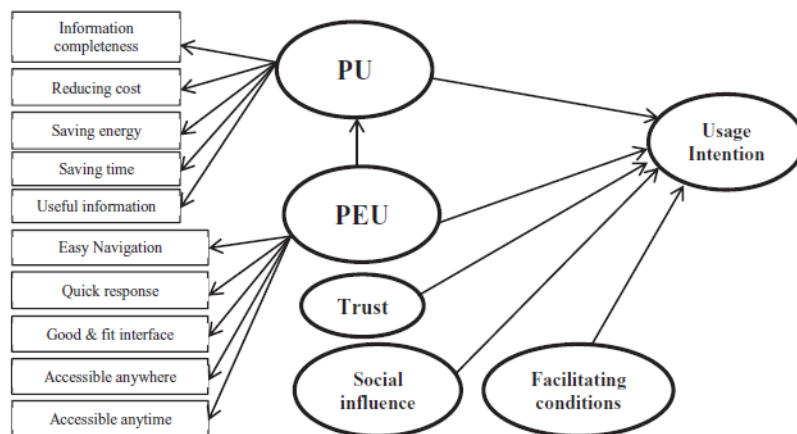 Information
completeness
Reducing cost
Saving energy
Saving time
Useful information
Easy Navigation
Quick response
Good & fit interface
Accessible anywhere
Accessible anytime
PU
PEU
Trust
Social
influence
Facilitating
conditions
Usage
Intention